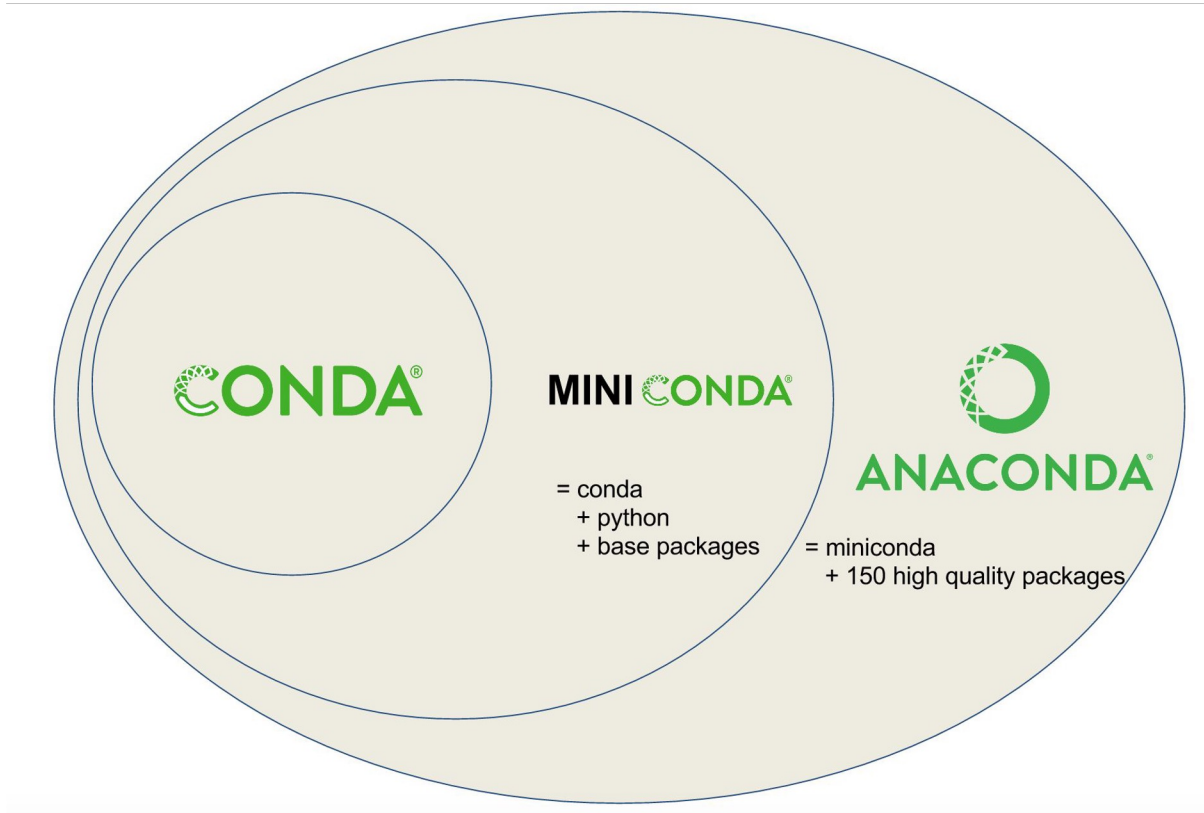 CONDA®
MINI CONDA®
= conda
+ python
+ base packages
ANACONDA®
= miniconda
+ 150 high quality packages